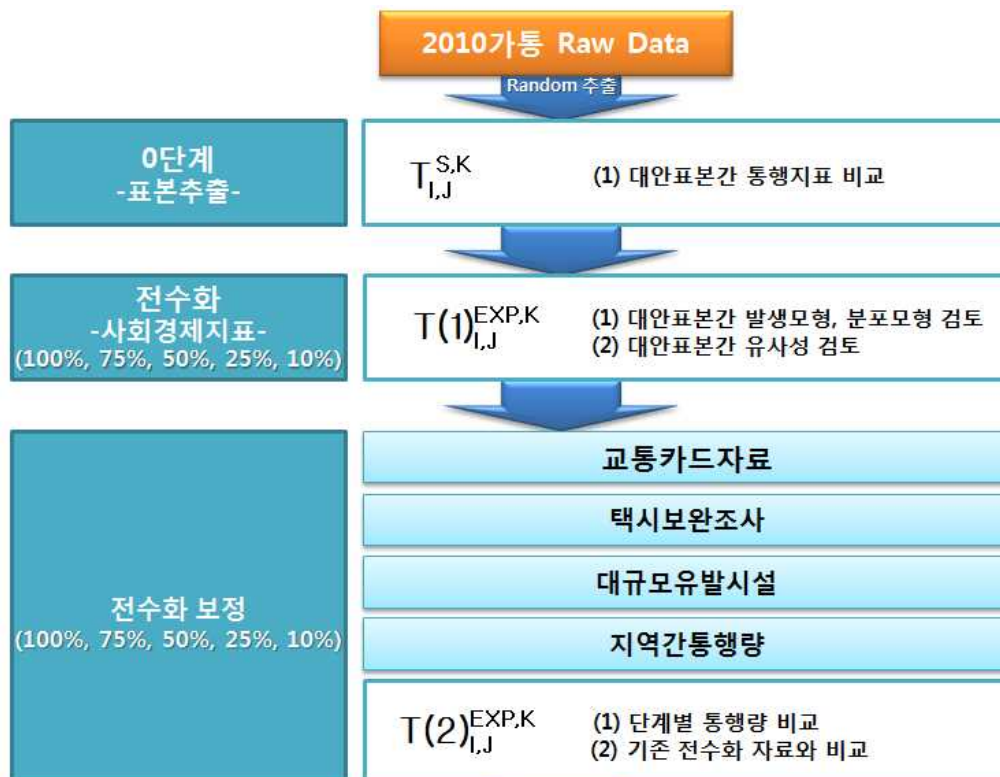 2010가통 Raw Data
Random 추출
0단계
-표본추출-
T^{S,K}_{I,J}
(1) 대안표본간 통행지표 비교
전수화
-사회경제지표-
(100%, 75%, 50%, 25%, 10%)
T(1)^{EXP,K}_{I,J}
(1) 대안표본간 발생모형, 분포모형 검토
(2) 대안표본간 유사성 검토
전수화 보정
(100%, 75%, 50%, 25%, 10%)
교통카드자료
택시보완조사
대규모유발시설
지역간통행량
T(2)^{EXP,K}_{I,J}
(1) 단계별 통행량 비교
(2) 기존 전수화 자료와 비교